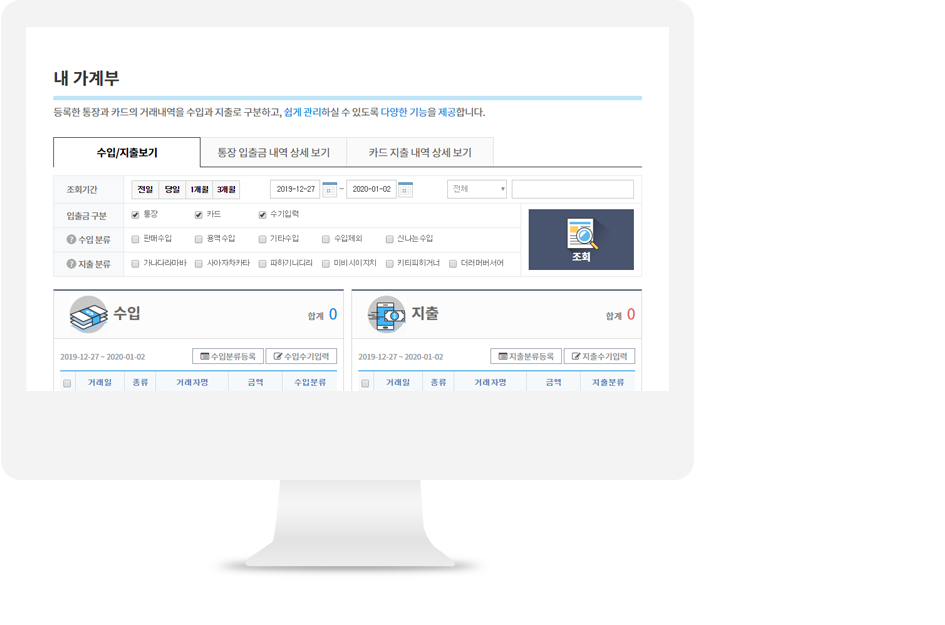 내 가계부
등록한 통장과 카드의 거래내역을 수입과 지출로 구분하고, 쉽게 관리하실 수 있도록 다양한 기능을 제공합니다.
수입/지출보기 통장 입출금 내역 상세 보기 카드 지출 내역 상세 보기
조회기간 전일 당일 1개월 3개월 2019-12-27 ~ 2020-01-02 전체
입출금 구분 통장 카드 수기입력
? 수입 분류 판매수입 용역수입 기타수입 수입제외 신나는수입
? 지출 분류 가나다라마바 사아자차카타 파하가나다라 미비시이지치 키티피히거너 더러머버서어
조회
수입 합계 0
지출 합계 0
2019-12-27 ~ 2020-01-02 수입분류등록 수입수기입력
2019-12-27 ~ 2020-01-02 지출분류등록 지출수기입력
거래일 종류 거래자명 금액 수입분류
거래일 종류 거래자명 금액 지출분류